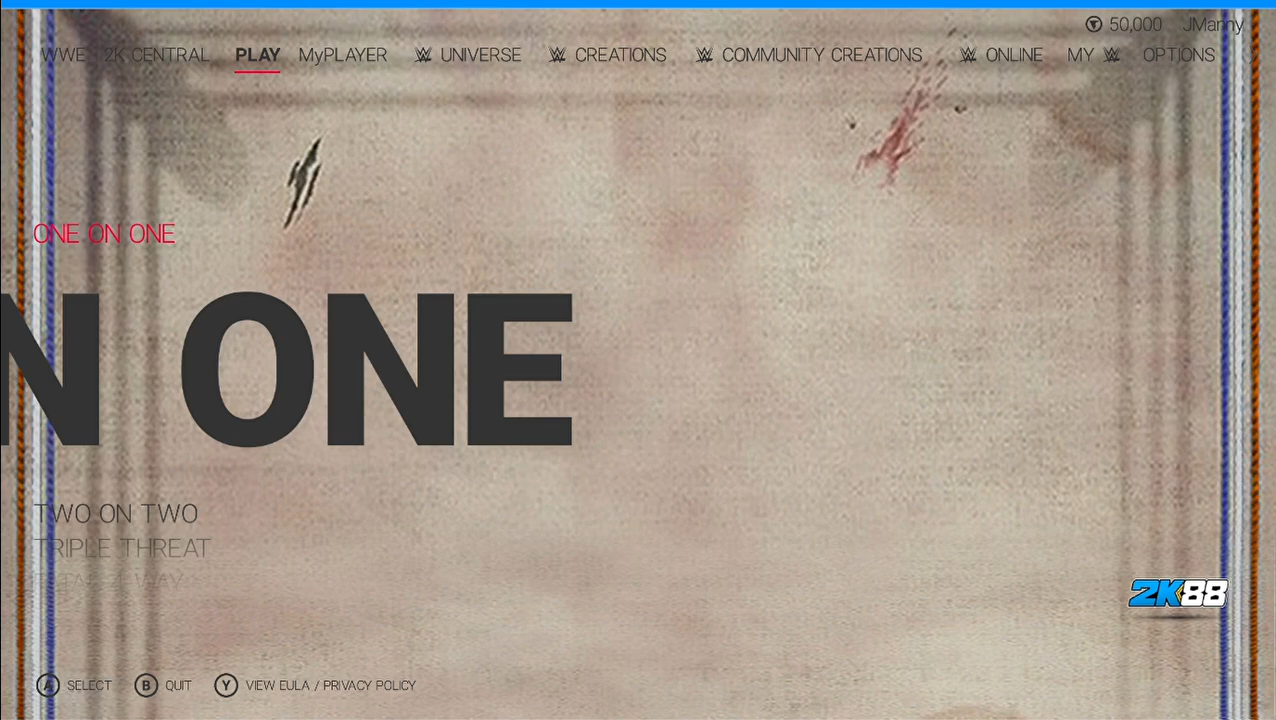 50,000 JManny
WWE 2K CENTRAL PLAY MyPLAYER UNIVERSE CREATIONS COMMUNITY CREATIONS ONLINE MY OPTIONS
ONE ON ONE
N ONE
TWO ON TWO
TRIPLE THREAT
2K88
A SELECT B QUIT Y VIEW EULA / PRIVACY POLICY